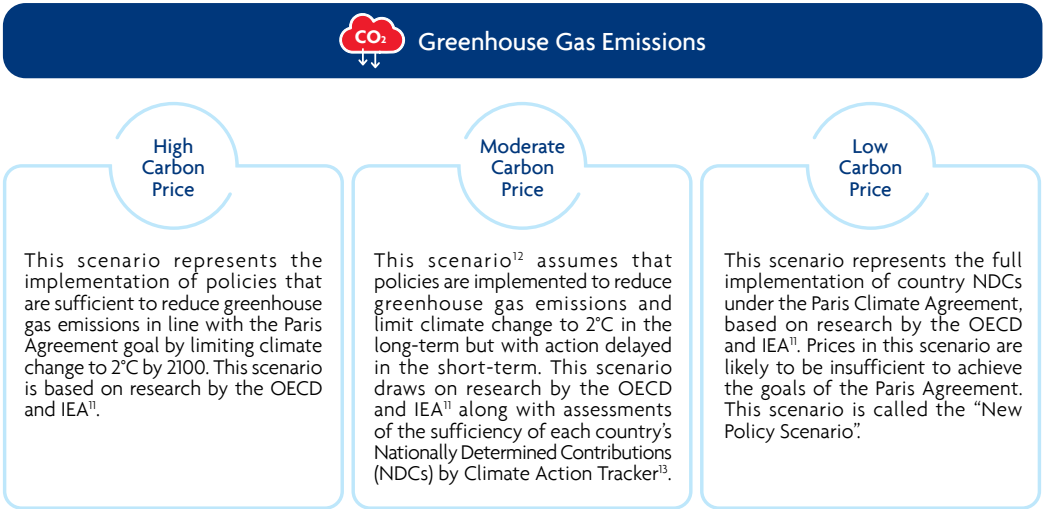 CO₂
Greenhouse Gas Emissions
High
Carbon
Price
This scenario represents the
implementation of policies that
are sufficient to reduce greenhouse
gas emissions in line with the Paris
Agreement goal by limiting climate
change to 2°C by 2100. This scenario
is based on research by the OECD
and IEA¹¹.
Moderate
Carbon
Price
This scenario¹² assumes that
policies are implemented to reduce
greenhouse gas emissions and
limit climate change to 2°C in the
long-term but with action delayed
in the short-term. This scenario
draws on research by the OECD
and IEA¹¹ along with assessments
of the sufficiency of each country’s
Nationally Determined Contributions
(NDCs) by Climate Action Tracker¹³.
Low
Carbon
Price
This scenario represents the full
implementation of country NDCs
under the Paris Climate Agreement,
based on research by the OECD
and IEA¹¹. Prices in this scenario are
likely to be insufficient to achieve
the goals of the Paris Agreement.
This scenario is called the “New
Policy Scenario”.